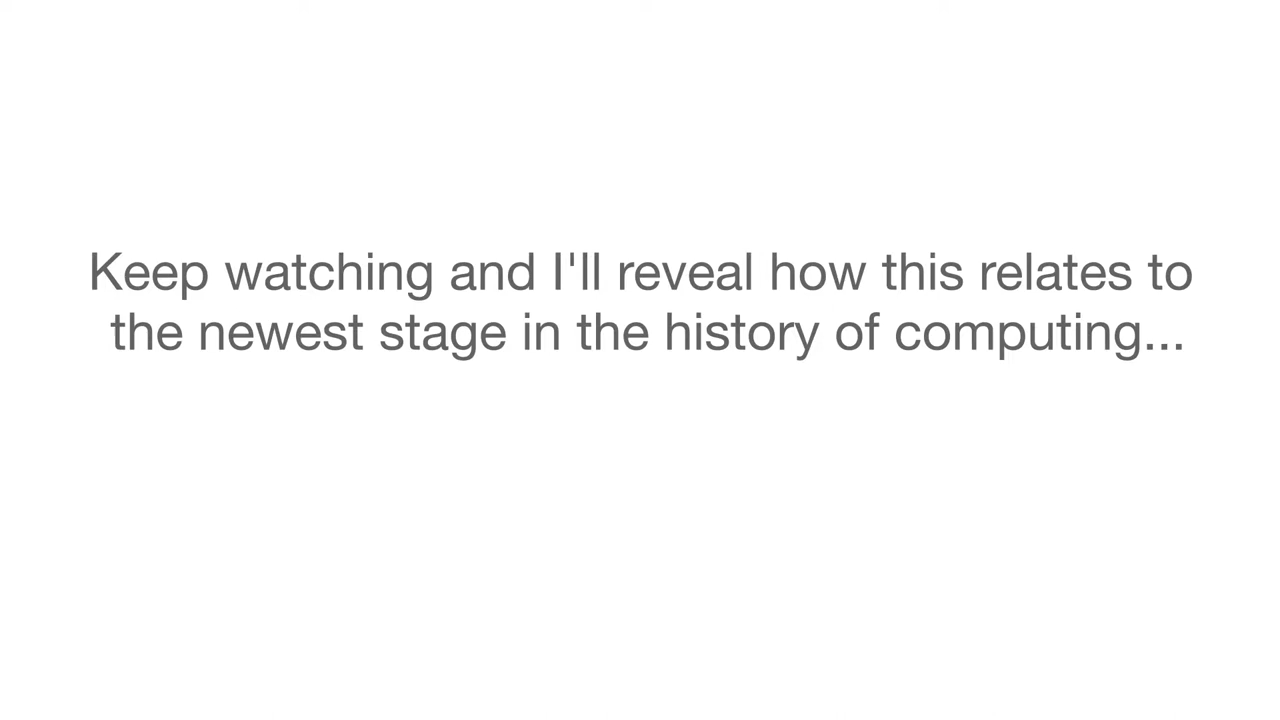 Keep watching and I'll reveal how this relates to
the newest stage in the history of computing...